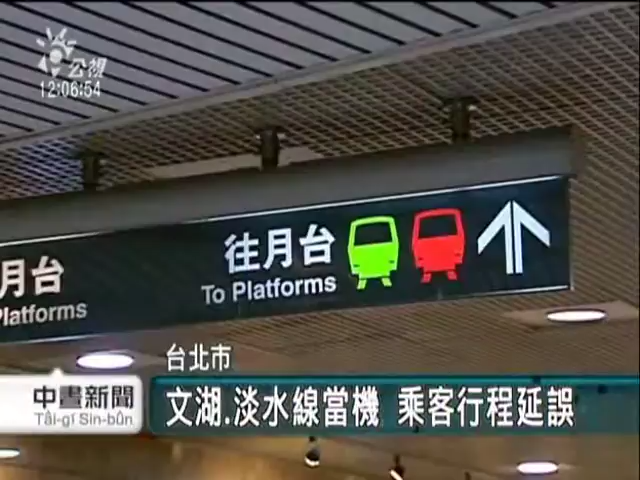 公視
12:06:54
往月台
To Platforms
月台
Platforms
台北市
中晝新聞
Tâi-gí Sin-bûn
文湖.淡水線當機 乘客行程延誤